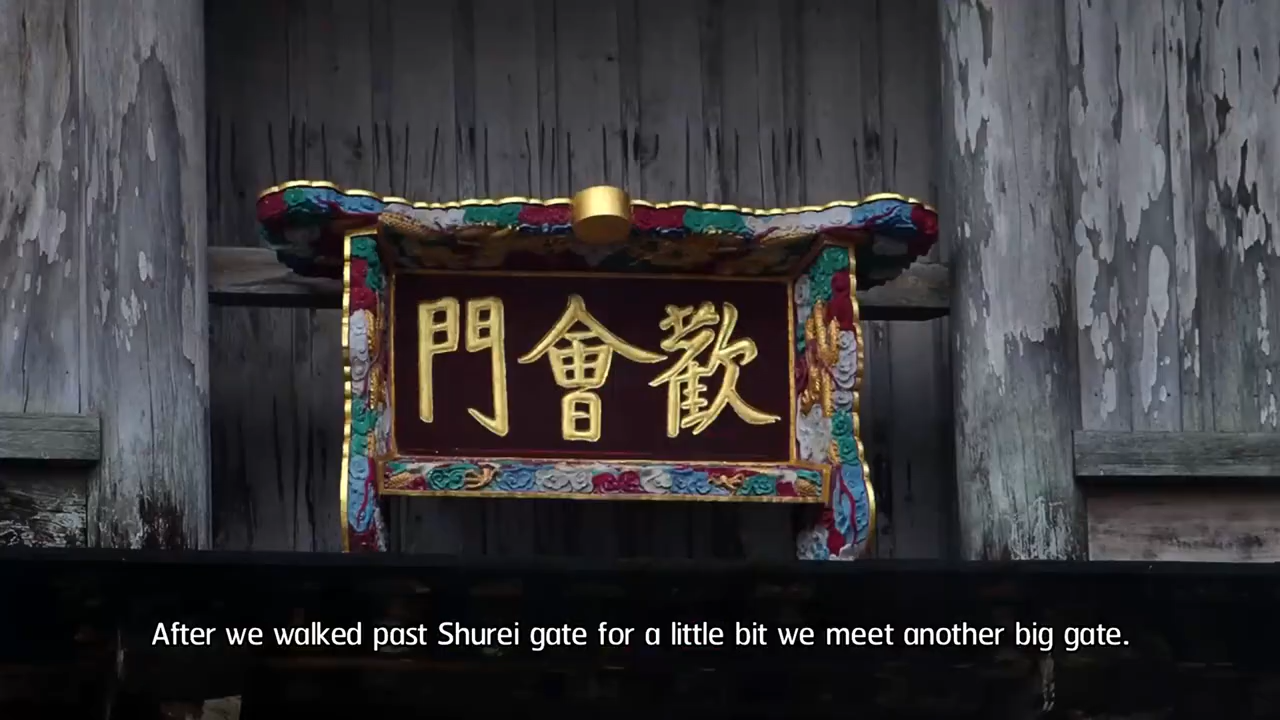 歡會門
After we walked past Shurei gate for a little bit we meet another big gate.